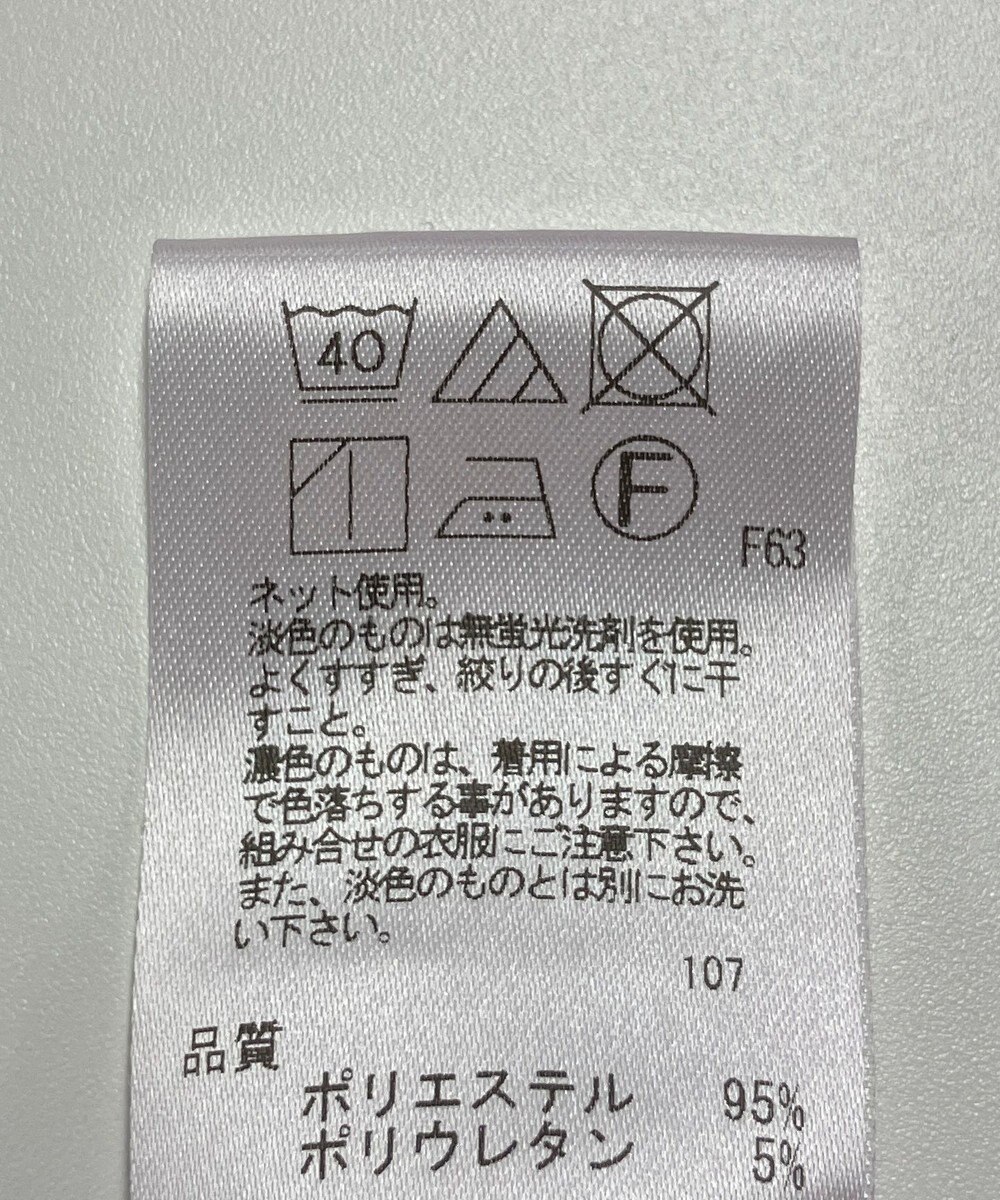 40
F
F63
ネット使用。
淡色のものは無蛍光洗剤を使用。
よくすすぎ、絞りの後すぐに干
すこと。
濃色のものは、着用による摩擦
で色落ちする事がありますので、
組み合せの衣服にご注意下さい。
また、淡色のものとは別にお洗
い下さい。
107
品質
ポリエステル 95%
ポリウレタン 5%